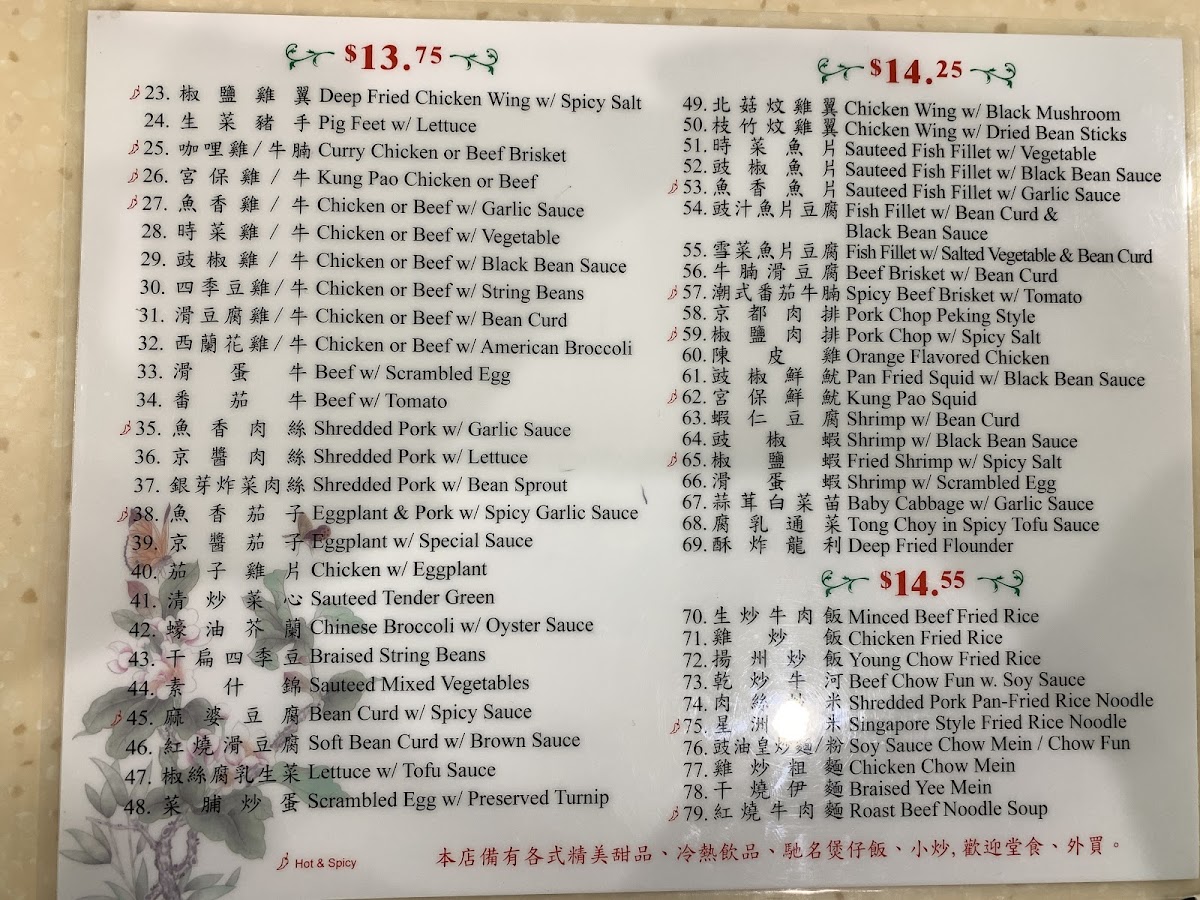 $13.75
23. 椒鹽雞翼 Deep Fried Chicken Wing w/ Spicy Salt
24. 生菜豬手 Pig Feet w/ Lettuce
25. 咖哩雞/牛腩 Curry Chicken or Beef Brisket
26. 宮保雞/牛 Kung Pao Chicken or Beef
27. 魚香雞/牛 Chicken or Beef w/ Garlic Sauce
28. 時菜雞/牛 Chicken or Beef w/ Vegetable
29. 豉椒雞/牛 Chicken or Beef w/ Black Bean Sauce
30. 四季豆雞/牛 Chicken or Beef w/ String Beans
31. 滑豆腐雞/牛 Chicken or Beef w/ Bean Curd
32. 西蘭花雞/牛 Chicken or Beef w/ American Broccoli
33. 滑蛋牛 Beef w/ Scrambled Egg
34. 番茄牛 Beef w/ Tomato
35. 魚香肉絲 Shredded Pork w/ Garlic Sauce
36. 京醬肉絲 Shredded Pork w/ Lettuce
37. 銀芽炸菜肉絲 Shredded Pork w/ Bean Sprout
38. 魚香茄子 Eggplant & Pork w/ Spicy Garlic Sauce
39. 京醬茄子 Eggplant w/ Special Sauce
40. 茄子雞片 Chicken w/ Eggplant
41. 清炒菜心 Sauteed Tender Green
42. 蠔油芥蘭 Chinese Broccoli w/ Oyster Sauce
43. 干扁四季豆 Braised String Beans
44. 素什錦 Sauteed Mixed Vegetables
45. 麻婆豆腐 Bean Curd w/ Spicy Sauce
46. 紅燒滑豆腐 Soft Bean Curd w/ Brown Sauce
47. 椒絲腐乳生菜 Lettuce w/ Tofu Sauce
48. 菜脯炒蛋 Scrambled Egg w/ Preserved Turnip
Hot & Spicy
$14.25
49. 北菇炆雞翼 Chicken Wing w/ Black Mushroom
50. 枝竹炆雞翼 Chicken Wing w/ Dried Bean Sticks
51. 時菜魚片 Sauteed Fish Fillet w/ Vegetable
52. 豉椒魚片 Sauteed Fish Fillet w/ Black Bean Sauce
53. 魚香魚片 Sauteed Fish Fillet w/ Garlic Sauce
54. 豉汁魚片豆腐 Fish Fillet w/ Bean Curd &
Black Bean Sauce
55. 雪菜魚片豆腐 Fish Fillet w/ Salted Vegetable & Bean Curd
56. 牛腩滑豆腐 Beef Brisket w/ Bean Curd
57. 潮式番茄牛腩 Spicy Beef Brisket w/ Tomato
58. 京都肉排 Pork Chop Peking Style
59. 椒鹽肉排 Pork Chop w/ Spicy Salt
60. 陳皮雞 Orange Flavored Chicken
61. 豉椒鮮魷 Pan Fried Squid w/ Black Bean Sauce
62. 宮保鮮魷 Kung Pao Squid
63. 蝦仁豆腐 Shrimp w/ Bean Curd
64. 豉椒蝦 Shrimp w/ Black Bean Sauce
65. 椒鹽蝦 Fried Shrimp w/ Spicy Salt
66. 滑蛋蝦 Shrimp w/ Scrambled Egg
67. 蒜茸白菜苗 Baby Cabbage w/ Garlic Sauce
68. 腐乳通菜 Tong Choy in Spicy Tofu Sauce
69. 酥炸龍利 Deep Fried Flounder
$14.55
70. 生炒牛肉飯 Minced Beef Fried Rice
71. 雞炒飯 Chicken Fried Rice
72. 揚州炒飯 Young Chow Fried Rice
73. 乾炒牛河 Beef Chow Fun w. Soy Sauce
74. 肉絲米 Shredded Pork Pan-Fried Rice Noodle
75. 星洲米 Singapore Style Fried Rice Noodle
76. 豉油皇炒麵/粉 Soy Sauce Chow Mein / Chow Fun
77. 雞炒粗麵 Chicken Chow Mein
78. 干燒伊麵 Braised Yee Mein
79. 紅燒牛肉麵 Roast Beef Noodle Soup
本店備有各式精美甜品、冷熱飲品、馳名煲仔飯、小炒, 歡迎堂食、外買。